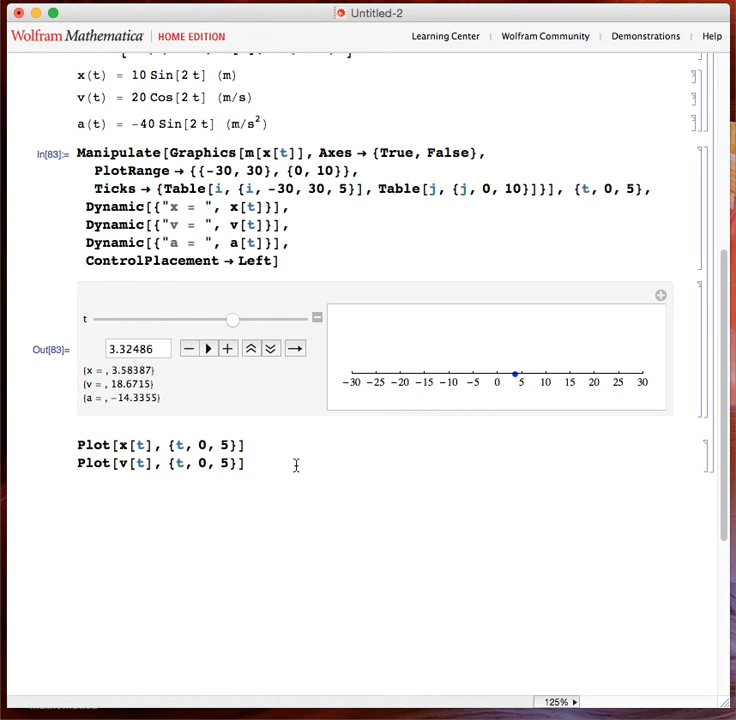 Untitled-2
Wolfram Mathematica | HOME EDITION
Learning Center | Wolfram Community | Demonstrations | Help
x(t) = 10 Sin[2 t] (m)
v(t) = 20 Cos[2 t] (m/s)
a(t) = -40 Sin[2 t] (m/s²)
In[83]:= Manipulate[Graphics[m[x[t]], Axes → {True, False},
PlotRange → {{-30, 30}, {0, 10}},
Ticks → {Table[i, {i, -30, 30, 5}], Table[j, {j, 0, 10}]}], {t, 0, 5},
Dynamic[{"x = ", x[t]}],
Dynamic[{"v = ", v[t]}],
Dynamic[{"a = ", a[t]}],
ControlPlacement → Left]
t
Out[83]=
3.32486
{x = , 3.58387}
{v = , 18.6715}
{a = , -14.3355}
-30 -25 -20 -15 -10 -5 0 5 10 15 20 25 30
Plot[x[t], {t, 0, 5}]
Plot[v[t], {t, 0, 5}]
125%